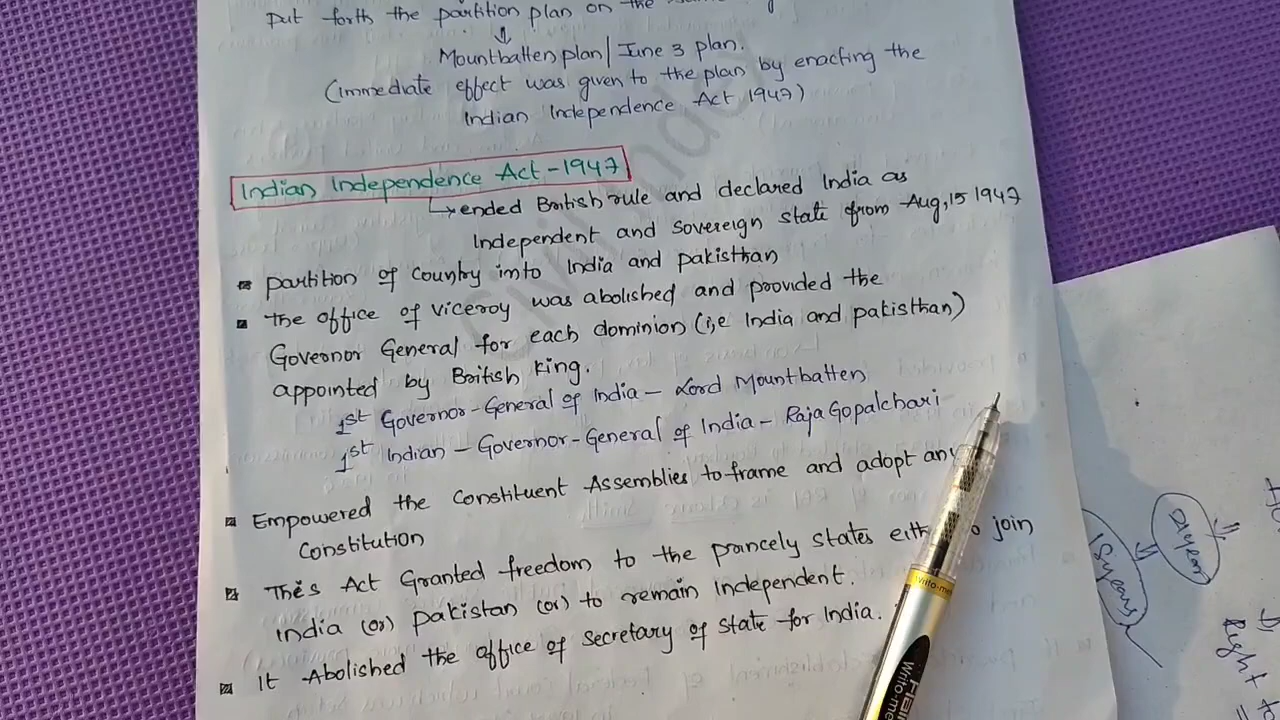 put forth the partition plan on the
Mountbatten plan / June 3 plan.
(immediate effect was given to the plan by enacting the
Indian Independence Act 1947)
Indian Independence Act - 1947
ended British rule and declared India as
Independent and sovereign state from Aug, 15 1947
partition of country into India and pakisthan
The office of viceroy was abolished and provided the
Governor General for each dominion (i,e India and pakisthan)
appointed by British king.
1st Governor-General of India - Lord Mountbatten
1st Indian - Governor-General of India - RajaGopalchari
Empowered the Constituent Assemblies to frame and adopt any
Constitution
This Act Granted freedom to the princely states to join
India (or) pakistan (or) to remain independent.
It Abolished the office of secretary of state for India.
5years
Right
Write-me